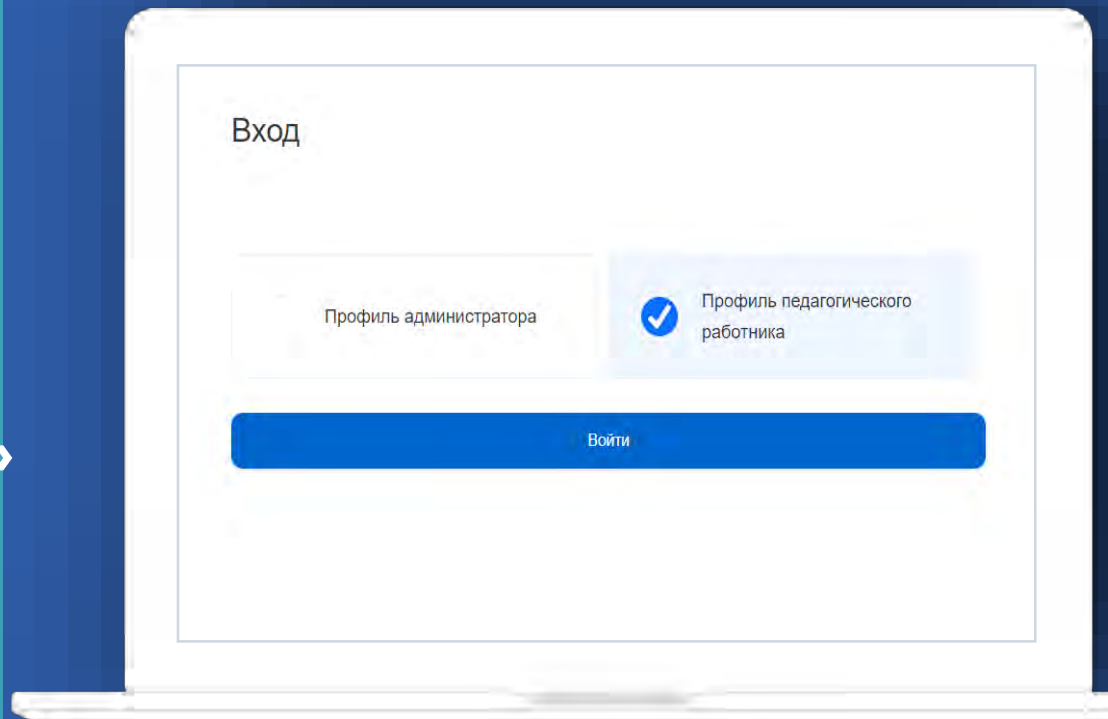 Вход
Профиль администратора
Профиль педагогического
работника
Войти